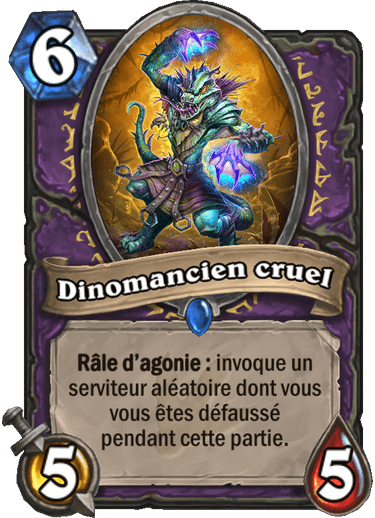 6
Dinomancien cruel
Râle d'agonie : invoque un
serviteur aléatoire dont vous
vous êtes défaussé
pendant cette partie.
5
5